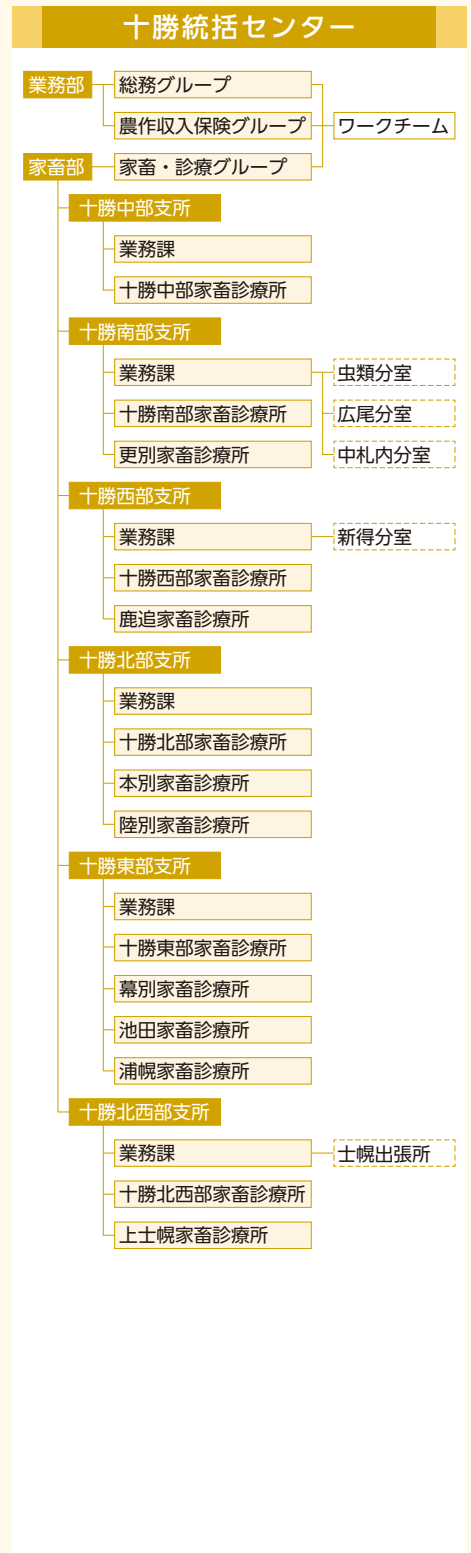 十勝統括センター
業務部
総務グループ
農作収入保険グループ
ワークチーム
家畜部
家畜・診療グループ
十勝中部支所
業務課
十勝中部家畜診療所
十勝南部支所
業務課
虫類分室
十勝南部家畜診療所
広尾分室
更別家畜診療所
中札内分室
十勝西部支所
業務課
新得分室
十勝西部家畜診療所
鹿追家畜診療所
十勝北部支所
業務課
十勝北部家畜診療所
本別家畜診療所
陸別家畜診療所
十勝東部支所
業務課
十勝東部家畜診療所
幕別家畜診療所
池田家畜診療所
浦幌家畜診療所
十勝北西部支所
業務課
士幌出張所
十勝北西部家畜診療所
上士幌家畜診療所